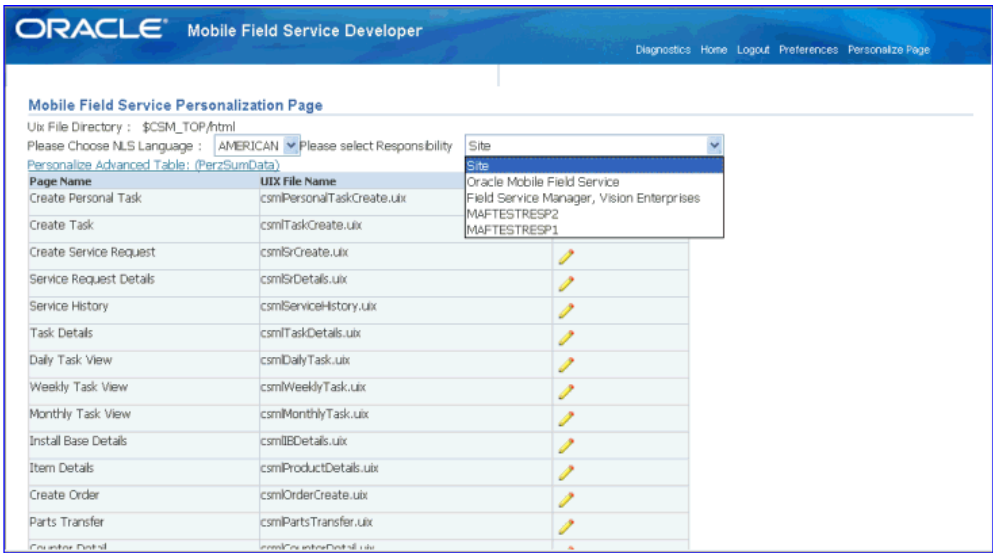 ORACLE Mobile Field Service Developer
Diagnostics Home Logout Preferences Personalize Page
Mobile Field Service Personalization Page
Uix File Directory : $CSM_TOP/html
Please Choose NLS Language : AMERICAN Please select Responsibility Site
Personalize Advanced Table: (PerzSumData)
Site
Page Name UIX File Name
Oracle Mobile Field Service
Create Personal Task csmlPersonalTaskCreate.uix
Field Service Manager, Vision Enterprises
MAFTESTRESP2
Create Task csmlTaskCreate.uix
MAFTESTRESP1
Create Service Request csmlSrCreate.uix
Service Request Details csmlSrDetails.uix
Service History csmlServiceHistory.uix
Task Details csmlTaskDetails.uix
Daily Task View csmlDailyTask.uix
Weekly Task View csmlWeeklyTask.uix
Monthly Task View csmlMonthlyTask.uix
Install Base Details csmlIBDetails.uix
Item Details csmlProductDetails.uix
Create Order csmlOrderCreate.uix
Parts Transfer csmlPartsTransfer.uix
Counter Detail csmlCounterDetail.uix